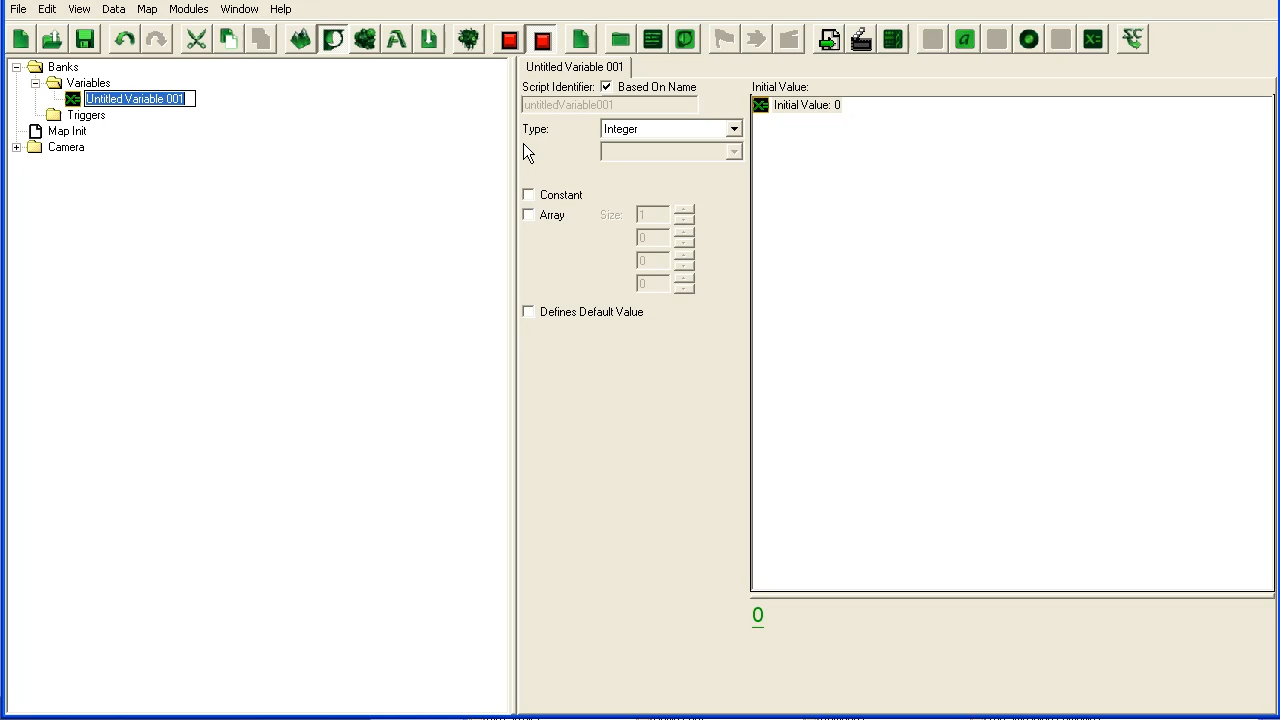 File Edit View Data Map Modules Window Help
Banks
Variables
Untitled Variable 001
Triggers
Map Init
Camera
Untitled Variable 001
Script Identifier: Based On Name
untitledVariable001
Type: Integer
Constant
Array Size: 1
0
0
0
Defines Default Value
Initial Value:
Initial Value: 0
0